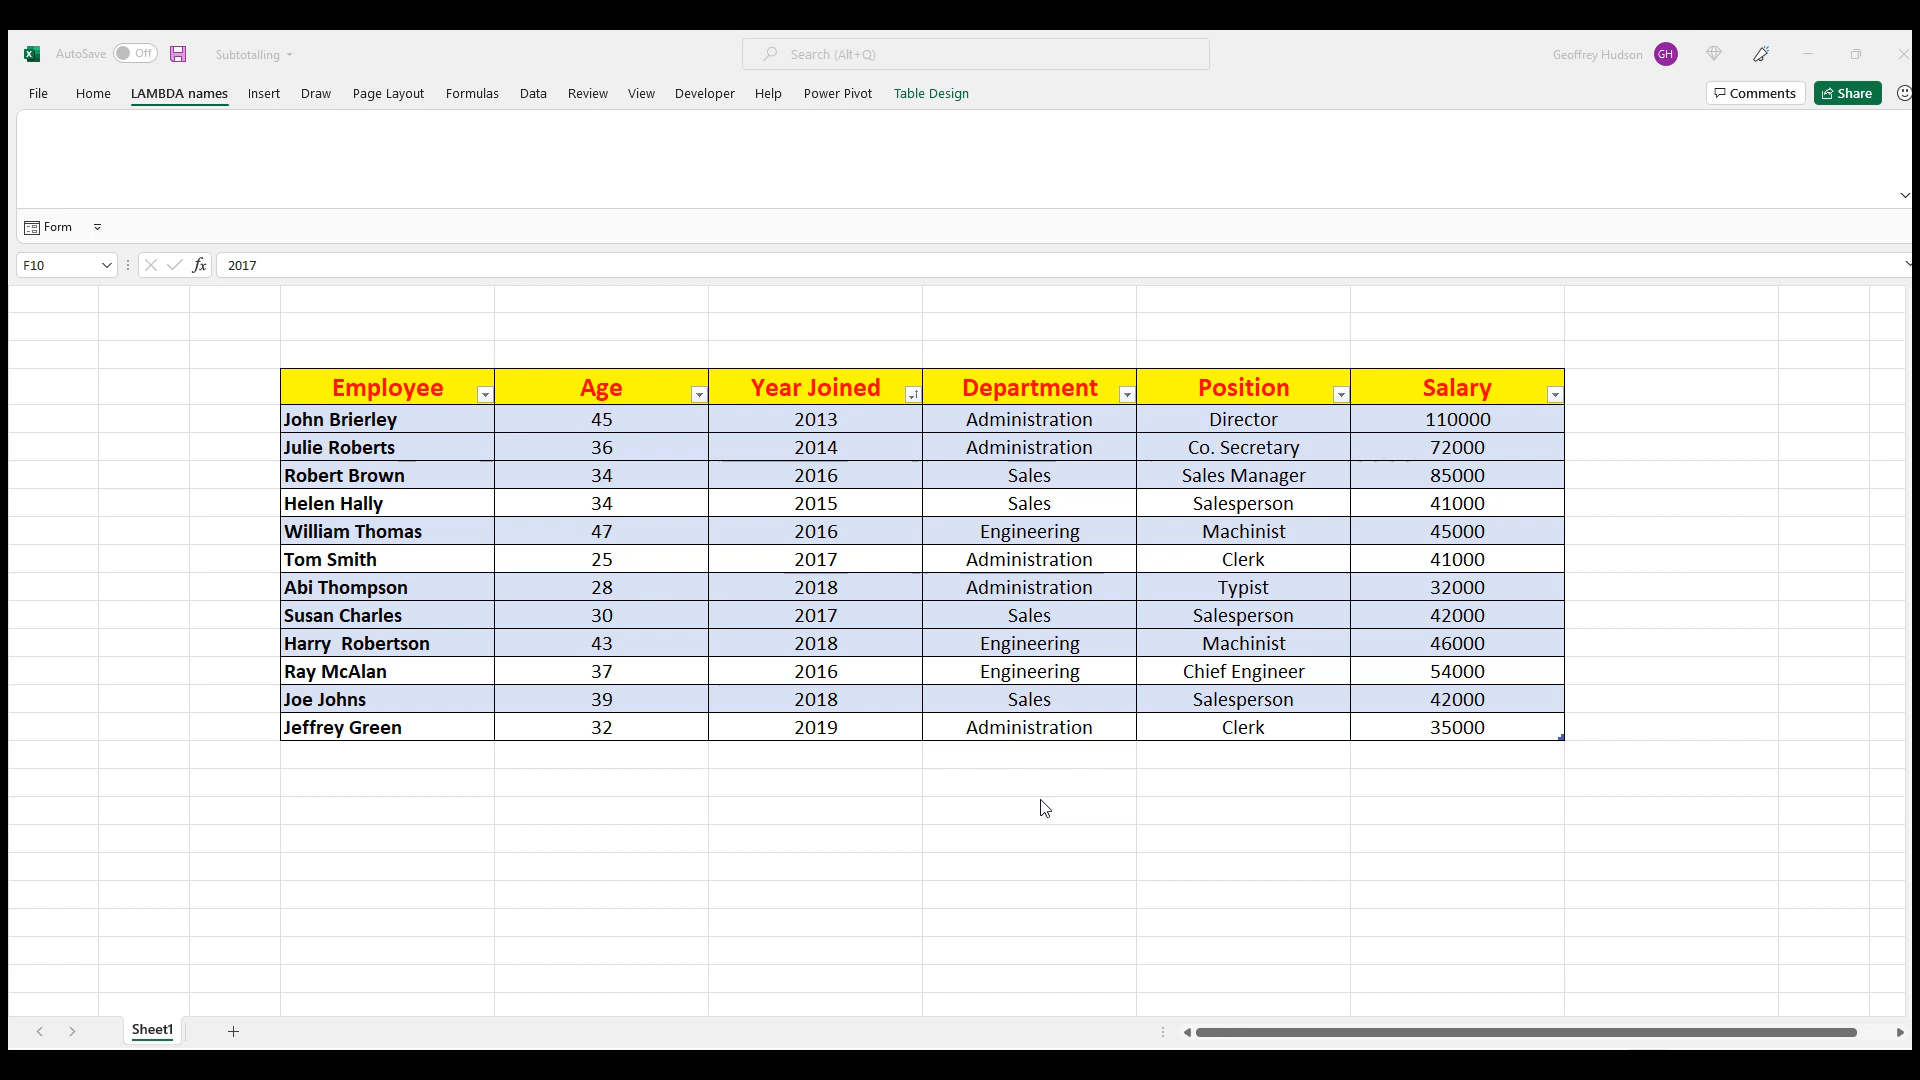 AutoSave Off Subtotalling Search (Alt+Q) Geoffrey Hudson GH
File Home LAMBDA names Insert Draw Page Layout Formulas Data Review View Developer Help Power Pivot Table Design Comments Share
Form
F10 fx 2017
Employee Age Year Joined Department Position Salary
John Brierley 45 2013 Administration Director 110000
Julie Roberts 36 2014 Administration Co. Secretary 72000
Robert Brown 34 2016 Sales Sales Manager 85000
Helen Hally 34 2015 Sales Salesperson 41000
William Thomas 47 2016 Engineering Machinist 45000
Tom Smith 25 2017 Administration Clerk 41000
Abi Thompson 28 2018 Administration Typist 32000
Susan Charles 30 2017 Sales Salesperson 42000
Harry  Robertson 43 2018 Engineering Machinist 46000
Ray McAlan 37 2016 Engineering Chief Engineer 54000
Joe Johns 39 2018 Sales Salesperson 42000
Jeffrey Green 32 2019 Administration Clerk 35000
Sheet1